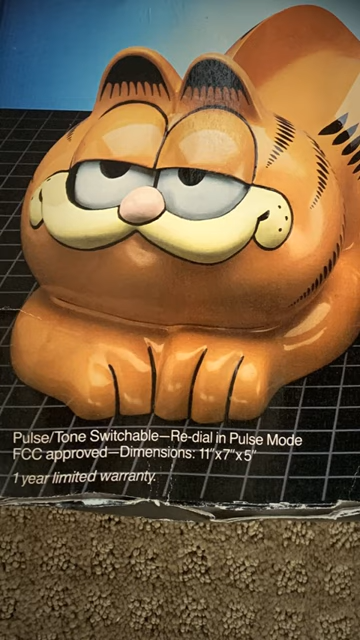 Pulse/Tone Switchable—Re-dial in Pulse Mode
FCC approved—Dimensions: 11"x7"x5"
1 year limited warranty.